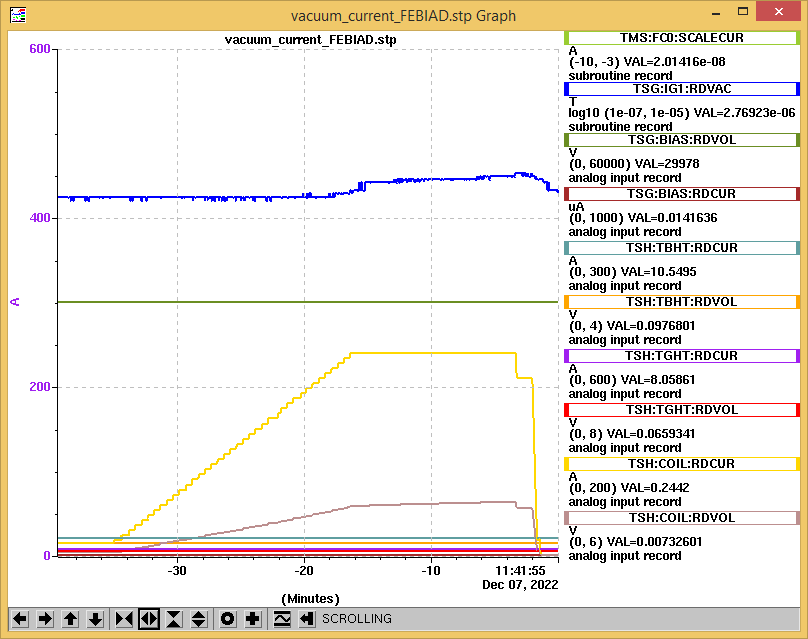 vacuum_current_FEBIAD.stp Graph
vacuum_current_FEBIAD.stp
600
400
A
200
0
-30
-20
-10
11:41:55
Dec 07, 2022
(Minutes)
TMS:FC0:SCALECUR
A
(-10, -3) VAL=2.01416e-08
subroutine record
TSG:IG1:RDVAC
T
log10 (1e-07, 1e-05) VAL=2.76923e-06
subroutine record
TSG:BIAS:RDVOL
V
(0, 60000) VAL=29978
analog input record
TSG:BIAS:RDCUR
uA
(0, 1000) VAL=0.0141636
analog input record
TSH:TBHT:RDCUR
A
(0, 300) VAL=10.5495
analog input record
TSH:TBHT:RDVOL
V
(0, 4) VAL=0.0976801
analog input record
TSH:TGHT:RDCUR
A
(0, 600) VAL=8.05861
analog input record
TSH:TGHT:RDVOL
V
(0, 8) VAL=0.0659341
analog input record
TSH:COIL:RDCUR
A
(0, 200) VAL=0.2442
analog input record
TSH:COIL:RDVOL
V
(0, 6) VAL=0.00732601
analog input record
SCROLLING